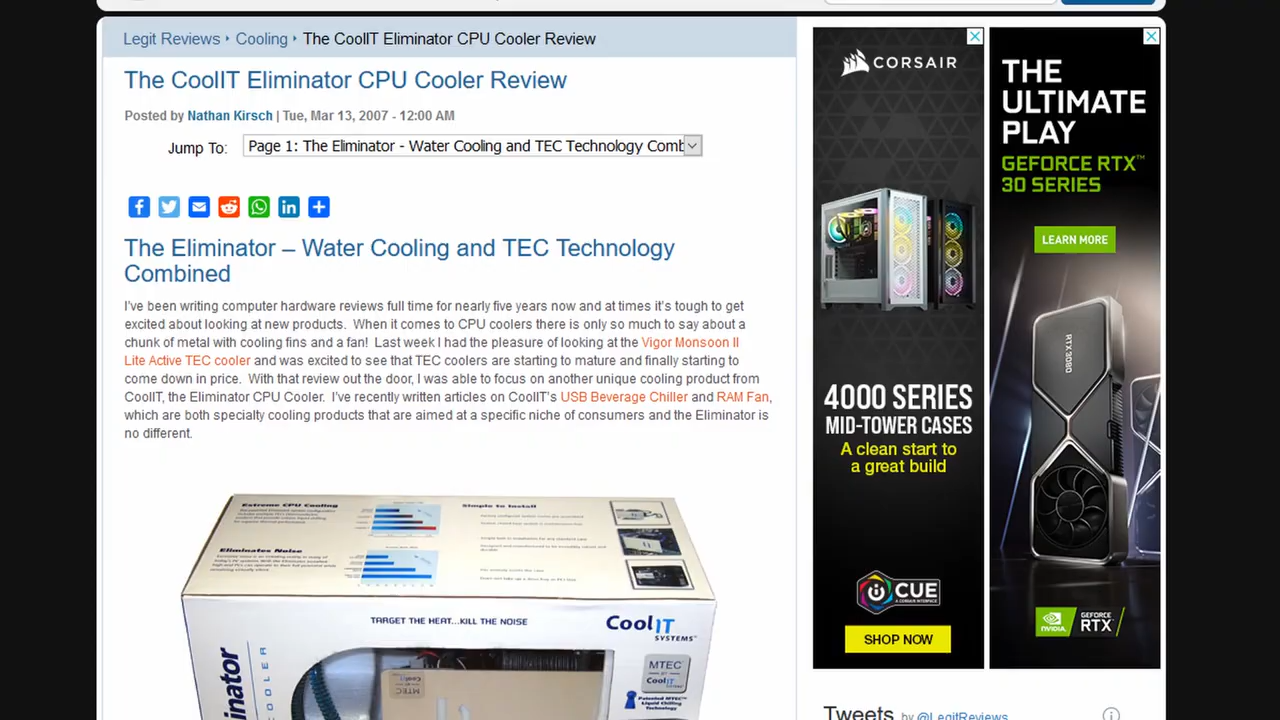 Legit Reviews
Cooling
The CoolIT Eliminator CPU Cooler Review
The CoolIT Eliminator CPU Cooler Review
Posted by Nathan Kirsch | Tue, Mar 13, 2007 - 12:00 AM
Jump To:
Page 1: The Eliminator - Water Cooling and TEC Technology Comb
The Eliminator – Water Cooling and TEC Technology
Combined
I've been writing computer hardware reviews full time for nearly five years now and at times it's tough to get
excited about looking at new products. When it comes to CPU coolers there is only so much to say about a
chunk of metal with cooling fins and a fan! Last week I had the pleasure of looking at the Vigor Monsoon II
Lite Active TEC cooler and was excited to see that TEC coolers are starting to mature and finally starting to
come down in price. With that review out the door, I was able to focus on another unique cooling product from
CoolIT, the Eliminator CPU Cooler. I've recently written articles on CoolIT's USB Beverage Chiller and RAM Fan,
which are both specialty cooling products that are aimed at a specific niche of consumers and the Eliminator is
no different.
Extreme CPU Cooling
Simple to Install
Eliminates Noise
TARGET THE HEAT...KILL THE NOISE
CoolIT
SYSTEMS
MTEC
BY
CoolIT
Patented MTEC
Liquid Chilling
Technology
inator
COOLER
MTEC
CORSAIR
4000 SERIES
MID-TOWER CASES
A clean start to
a great build
iCUE
A CORSAIR INTERFACE
SHOP NOW
THE
ULTIMATE
PLAY
GEFORCE RTX™
30 SERIES
LEARN MORE
RTX 3080
NVIDIA
GEFORCE
RTX
Tweets by @LegitReviews